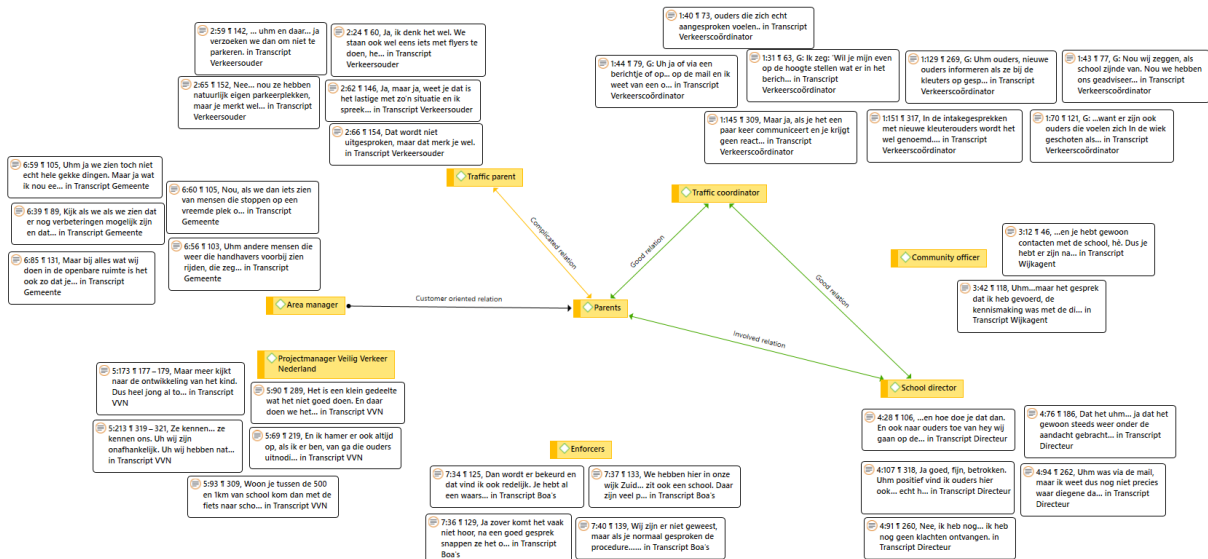 2:59 ¶ 142, ... uhm en daar... ja
verzoeken we dan om niet te
parkeren. in Transcript
Verkeersouder
2:24 ¶ 60, Ja, ik denk het wel. We
staan ook wel eens iets met flyers te
doen, he... in Transcript
Verkeersouder
2:65 ¶ 152, Nee... nou ze hebben
natuurlijk eigen parkeerplekken,
maar je merkt wel... in Transcript
Verkeersouder
2:62 ¶ 146, Ja, maar ja, weet je dat is
het lastige met zo'n situatie en ik
spreek... in Transcript Verkeersouder
2:66 ¶ 154, Dat wordt niet
uitgesproken, maar dat merk je wel.
in Transcript Verkeersouder
1:40 ¶ 73, ouders die zich echt
aangesproken voelen.. in Transcript
Verkeerscoördinator
1:44 ¶ 79, G: Uh ja of via een
berichtje of op... op de mail en ik
weet van een o... in Transcript
Verkeerscoördinator
1:31 ¶ 63, G: Ik zeg: 'Wil je mijn even
op de hoogte stellen wat er in het
berich... in Transcript
Verkeerscoördinator
1:129 ¶ 269, G: Uhm ouders, nieuwe
ouders informeren als ze bij de
kleuters op gesp... in Transcript
Verkeerscoördinator
1:43 ¶ 77, G: Nou wij zeggen, als
school zijnde van. Nou we hebben
ons geadviseer... in Transcript
Verkeerscoördinator
1:145 ¶ 309, Maar ja, als je het een
paar keer communiceert en je krijgt
geen react... in Transcript
Verkeerscoördinator
1:151 ¶ 317, In de intakegesprekken
met nieuwe kleuterouders wordt het
wel genoemd.... in Transcript
Verkeerscoördinator
1:70 ¶ 121, G: ...want er zijn ook
ouders die voelen zich In de wiek
geschoten als... in Transcript
Verkeerscoördinator
6:59 ¶ 105, Uhm ja we zien toch niet
echt hele gekke dingen. Maar ja wat
ik nou ee... in Transcript Gemeente
6:60 ¶ 105, Nou, als we dan iets zien
van mensen die stoppen op een
vreemde plek o... in Transcript
Gemeente
6:39 ¶ 89, Kijk als we als we zien dat
er nog verbeteringen mogelijk zijn
en dat... in Transcript Gemeente
6:56 ¶ 103, Uhm andere mensen die
weer die handhavers voorbij zien
rijden, die zeg... in Transcript
Gemeente
6:85 ¶ 131, Maar bij alles wat wij
doen in de openbare ruimte is het
ook zo dat je... in Transcript
Gemeente
Traffic parent
Traffic coordinator
Complicated relation
Good relation
Good relation
Community officer
3:12 ¶ 46, ...en je hebt gewoon
contacten met de school, hè. Dus je
hebt er zijn na... in Transcript
Wijkagent
3:42 ¶ 118, Uhm...maar het gesprek
dat ik heb gevoerd, de
kennismaking was met de di... in
Transcript Wijkagent
Area manager
Customer oriented relation
Parents
Involved relation
Projectmanager Veilig Verkeer
Nederland
5:173 ¶ 177 – 179, Maar meer kijkt
naar de ontwikkeling van het kind.
Dus heel jong al to... in Transcript
VVN
5:90 ¶ 289, Het is een klein gedeelte
wat het niet goed doen. En daar
doen we het... in Transcript VVN
5:213 ¶ 319 – 321, Ze kennen... ze
kennen ons. Uh wij zijn
onafhankelijk. Uh wij hebben nat...
in Transcript VVN
5:69 ¶ 219, En ik hamer er ook altijd
op, als ik er ben, van ga die ouders
uitnodi... in Transcript VVN
5:93 ¶ 309, Woon je tussen de 500
en 1km van school kom dan met de
fiets naar scho... in Transcript VVN
Enforcers
7:34 ¶ 125, Dan wordt er bekeurd en
dat vind ik ook redelijk. Je hebt al
een waars... in Transcript Boa's
7:37 ¶ 133, We hebben hier in onze
wijk Zuid... zit ook een school. Daar
zijn veel p... in Transcript Boa's
7:36 ¶ 129, Ja zover komt het vaak
niet hoor, na een goed gesprek
snappen ze het o... in Transcript
Boa's
7:40 ¶ 139, Wij zijn er niet geweest,
maar als je normaal gesproken de
procedure...... in Transcript Boa's
School director
4:28 ¶ 106, ...en hoe doe je dat dan.
En ook naar ouders toe van hey wij
gaan op de... in Transcript Directeur
4:76 ¶ 186, Dat het uhm... ja dat het
gewoon steeds weer onder de
aandacht gebracht... in Transcript
Directeur
4:107 ¶ 318, Ja goed, fijn, betrokken.
Uhm positief vind ik ouders hier
ook... echt h... in Transcript
Directeur
4:94 ¶ 262, Uhm was via de mail,
maar ik weet dus nog niet precies
waar diegene da... in Transcript
Directeur
4:91 ¶ 260, Nee, ik heb nog... ik heb
nog geen klachten ontvangen. in
Transcript Directeur